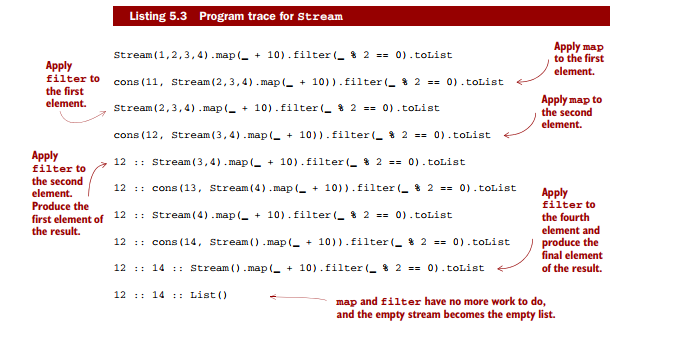 Listing 5.3 Program trace for Stream
Stream(1,2,3,4).map(_ + 10).filter(_ % 2 == 0).toList
Apply map
to the first
element.
Apply
filter to
the first
element.
cons(11, Stream(2,3,4).map(_ + 10)).filter(_ % 2 == 0).toList
Stream(2,3,4).map(_ + 10).filter(_ % 2 == 0).toList
Apply map to
the second
element.
cons(12, Stream(3,4).map(_ + 10)).filter(_ % 2 == 0).toList
Apply
filter to
the second
element.
Produce the
first element of
the result.
12 :: Stream(3,4).map(_ + 10).filter(_ % 2 == 0).toList
12 :: cons(13, Stream(4).map(_ + 10)).filter(_ % 2 == 0).toList
12 :: Stream(4).map(_ + 10).filter(_ % 2 == 0).toList
12 :: cons(14, Stream().map(_ + 10)).filter(_ % 2 == 0).toList
Apply
filter to
the fourth
element and
produce the
final element
of the result.
12 :: 14 :: Stream().map(_ + 10).filter(_ % 2 == 0).toList
12 :: 14 :: List()
map and filter have no more work to do,
and the empty stream becomes the empty list.